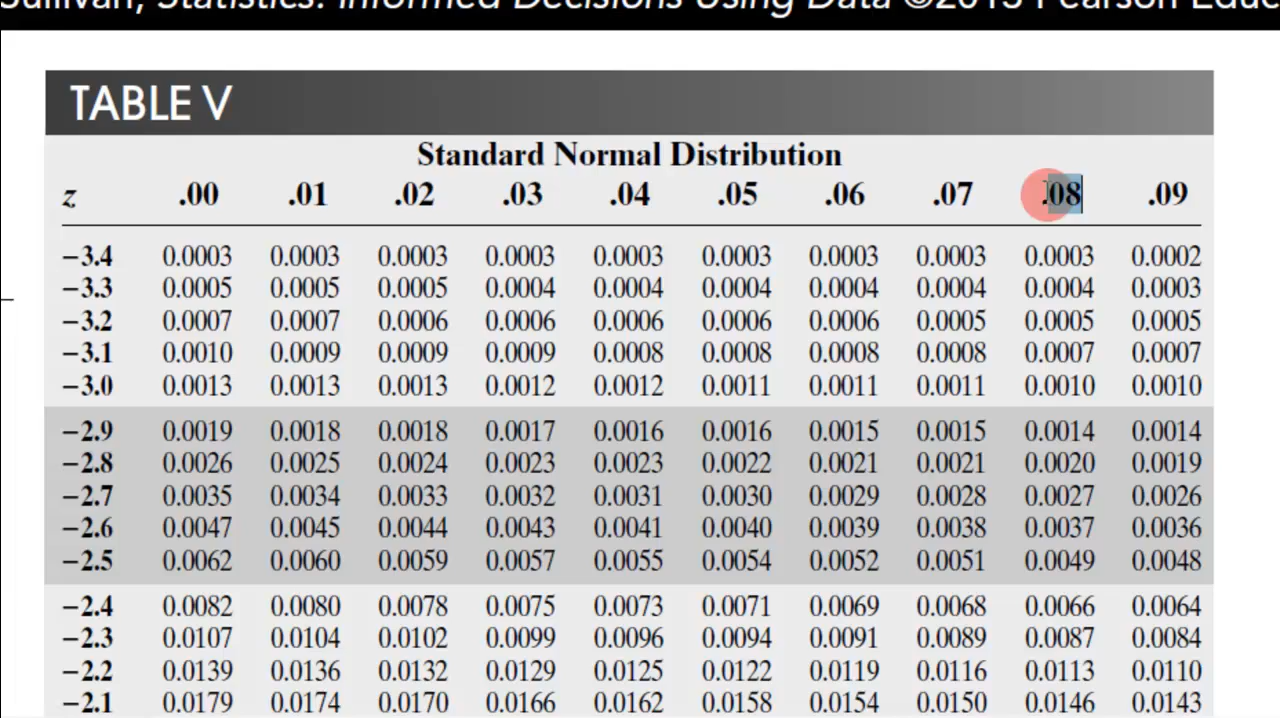 Sullivan, Statistics: Informed Decisions Using Data ©2013 Pearson Educ
TABLE V
Standard Normal Distribution
z .00 .01 .02 .03 .04 .05 .06 .07 .08 .09
−3.4 0.0003 0.0003 0.0003 0.0003 0.0003 0.0003 0.0003 0.0003 0.0003 0.0002
−3.3 0.0005 0.0005 0.0005 0.0004 0.0004 0.0004 0.0004 0.0004 0.0004 0.0003
−3.2 0.0007 0.0007 0.0006 0.0006 0.0006 0.0006 0.0006 0.0005 0.0005 0.0005
−3.1 0.0010 0.0009 0.0009 0.0009 0.0008 0.0008 0.0008 0.0008 0.0007 0.0007
−3.0 0.0013 0.0013 0.0013 0.0012 0.0012 0.0011 0.0011 0.0011 0.0010 0.0010
−2.9 0.0019 0.0018 0.0018 0.0017 0.0016 0.0016 0.0015 0.0015 0.0014 0.0014
−2.8 0.0026 0.0025 0.0024 0.0023 0.0023 0.0022 0.0021 0.0021 0.0020 0.0019
−2.7 0.0035 0.0034 0.0033 0.0032 0.0031 0.0030 0.0029 0.0028 0.0027 0.0026
−2.6 0.0047 0.0045 0.0044 0.0043 0.0041 0.0040 0.0039 0.0038 0.0037 0.0036
−2.5 0.0062 0.0060 0.0059 0.0057 0.0055 0.0054 0.0052 0.0051 0.0049 0.0048
−2.4 0.0082 0.0080 0.0078 0.0075 0.0073 0.0071 0.0069 0.0068 0.0066 0.0064
−2.3 0.0107 0.0104 0.0102 0.0099 0.0096 0.0094 0.0091 0.0089 0.0087 0.0084
−2.2 0.0139 0.0136 0.0132 0.0129 0.0125 0.0122 0.0119 0.0116 0.0113 0.0110
−2.1 0.0179 0.0174 0.0170 0.0166 0.0162 0.0158 0.0154 0.0150 0.0146 0.0143